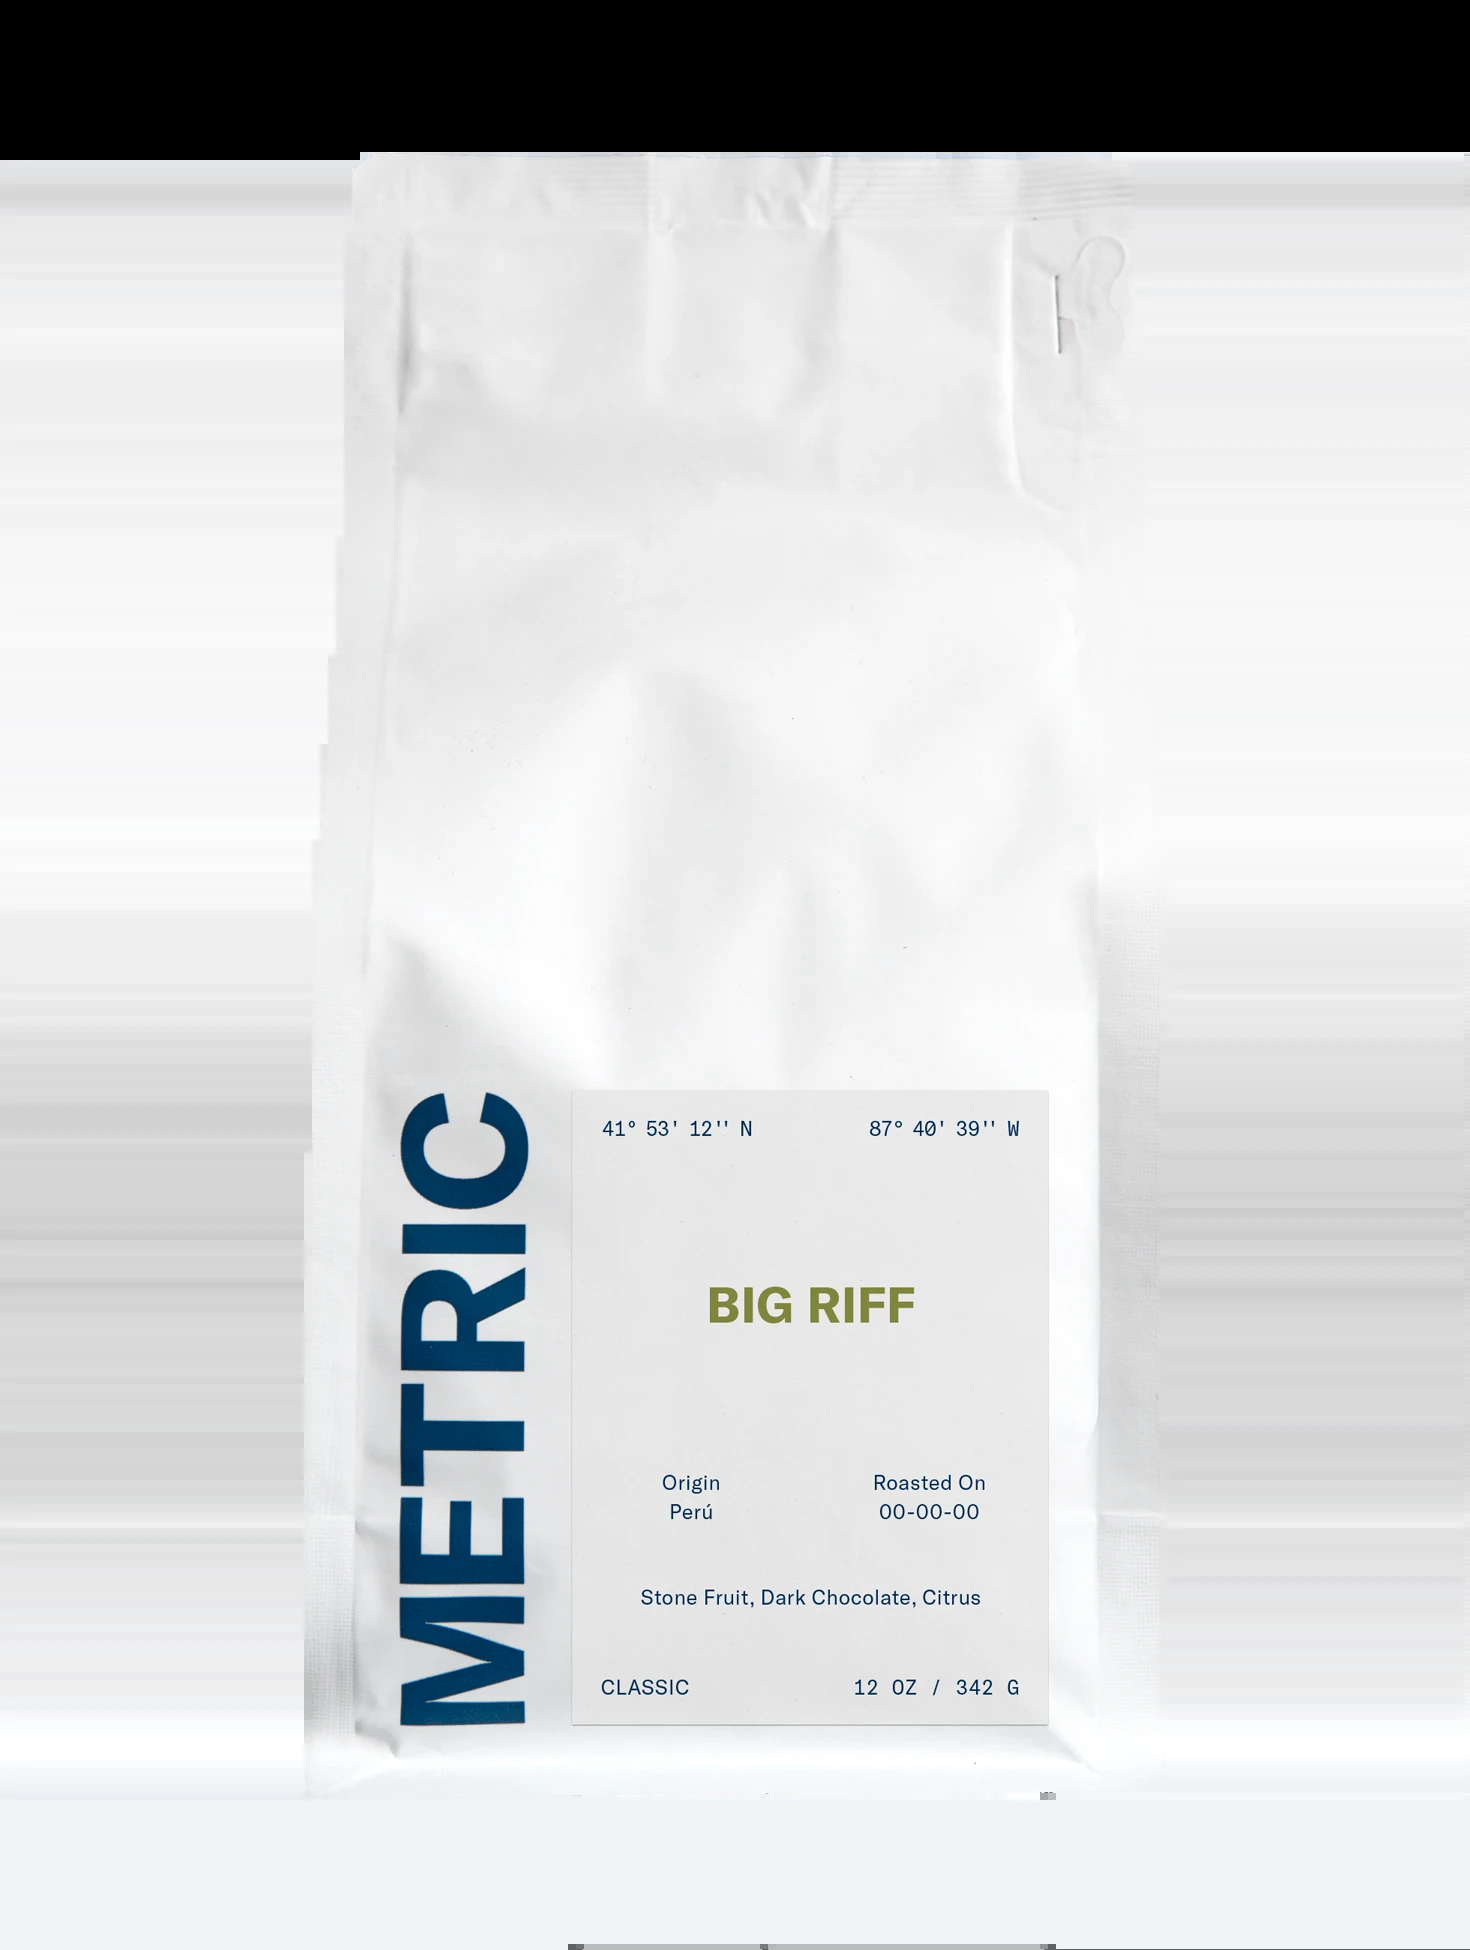 METRIC
41° 53' 12'' N 87° 40' 39'' W
BIG RIFF
Origin Roasted On
Perú 00-00-00
Stone Fruit, Dark Chocolate, Citrus
CLASSIC 12 OZ / 342 G